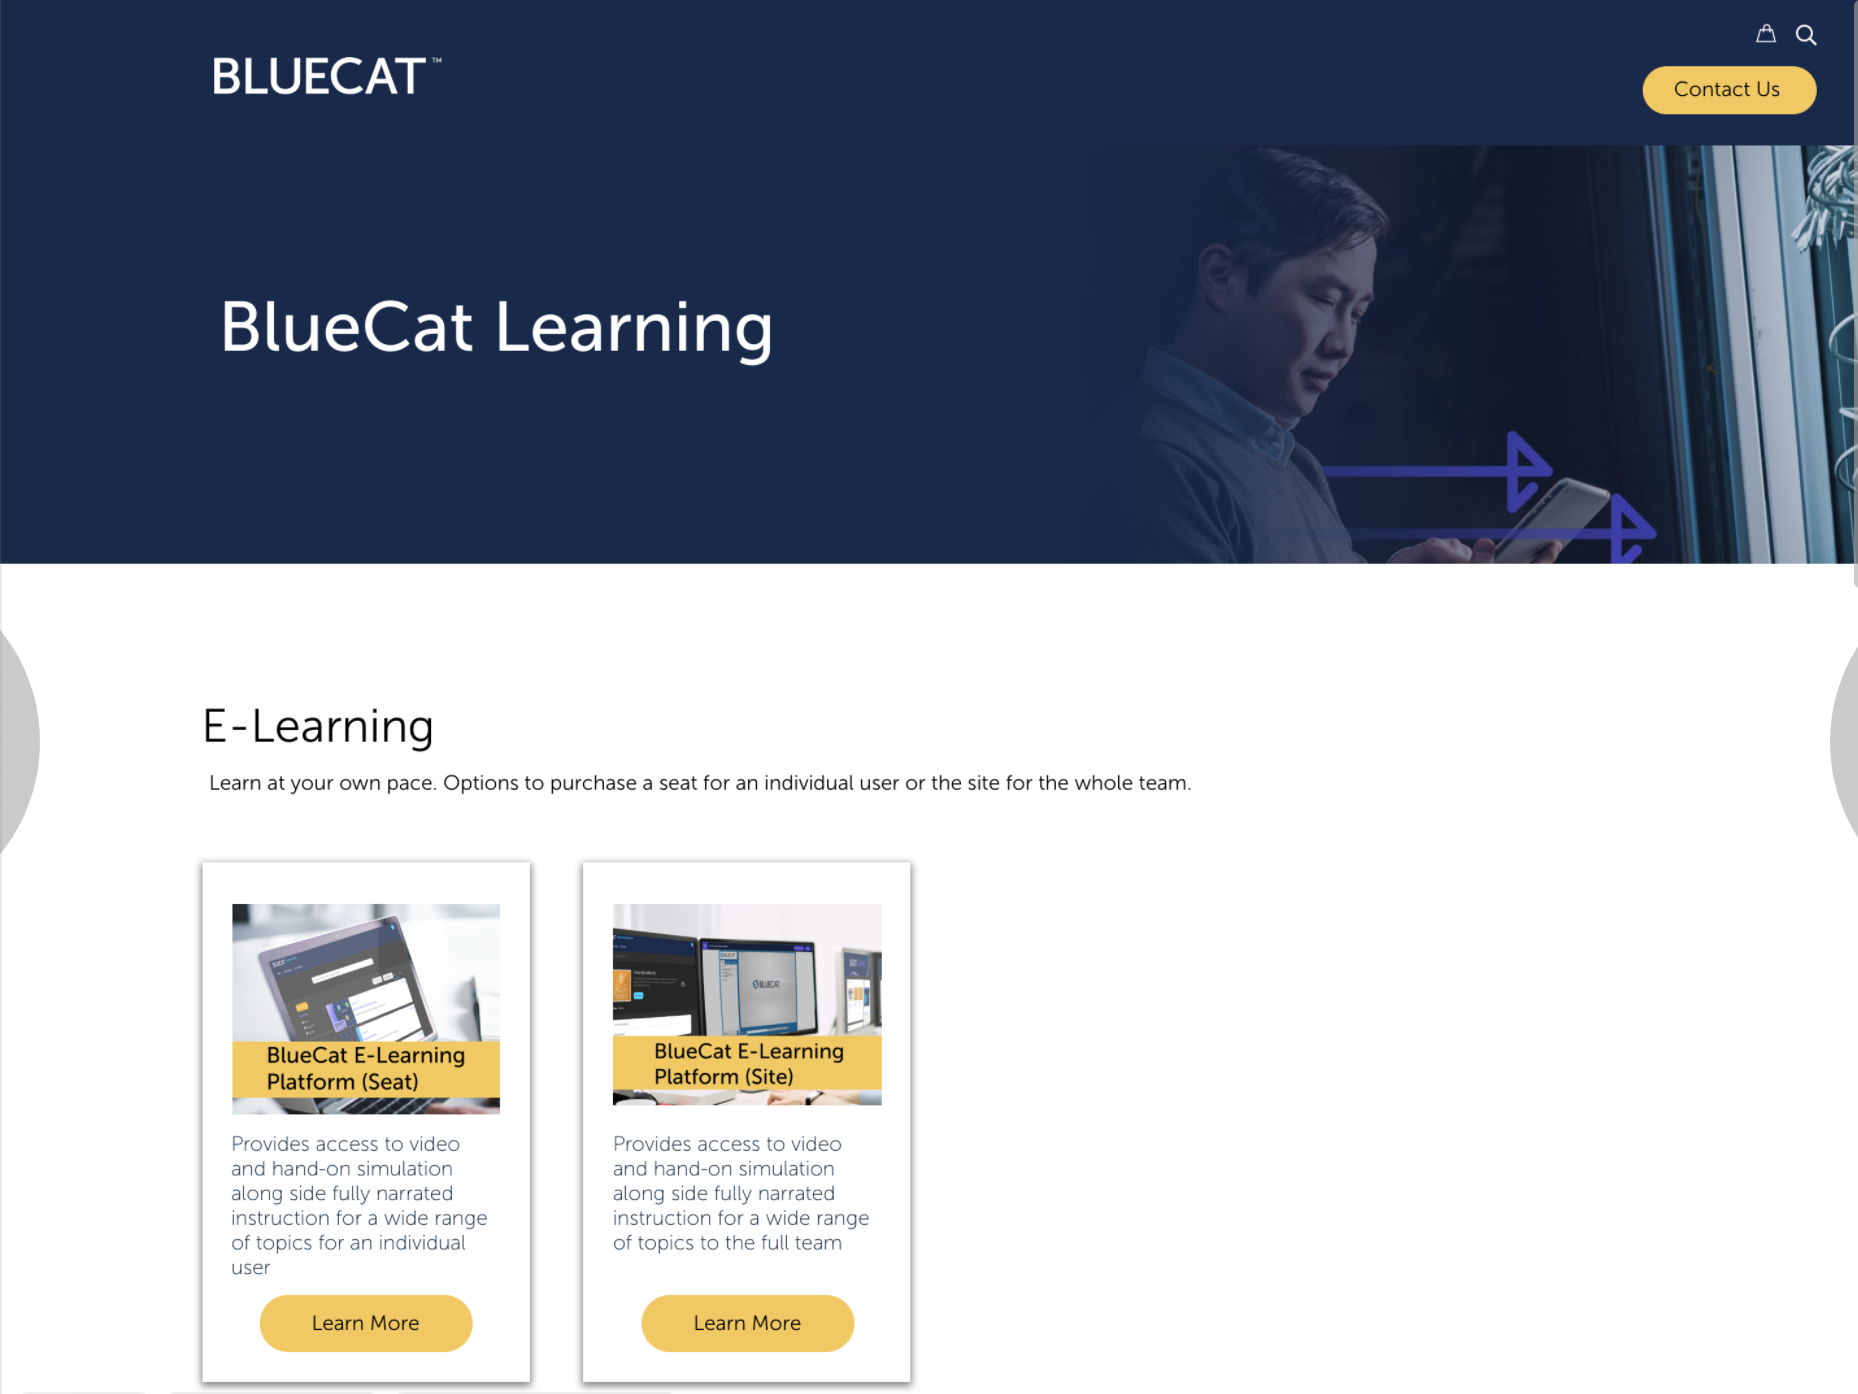 BLUECAT™
Contact Us
BlueCat Learning
E-Learning
Learn at your own pace. Options to purchase a seat for an individual user or the site for the whole team.
BlueCat E-Learning
Platform (Seat)
Provides access to video
and hand-on simulation
along side fully narrated
instruction for a wide range
of topics for an individual
user
Learn More
BLUECAT
BlueCat E-Learning
Platform (Site)
Provides access to video
and hand-on simulation
along side fully narrated
instruction for a wide range
of topics to the full team
Learn More